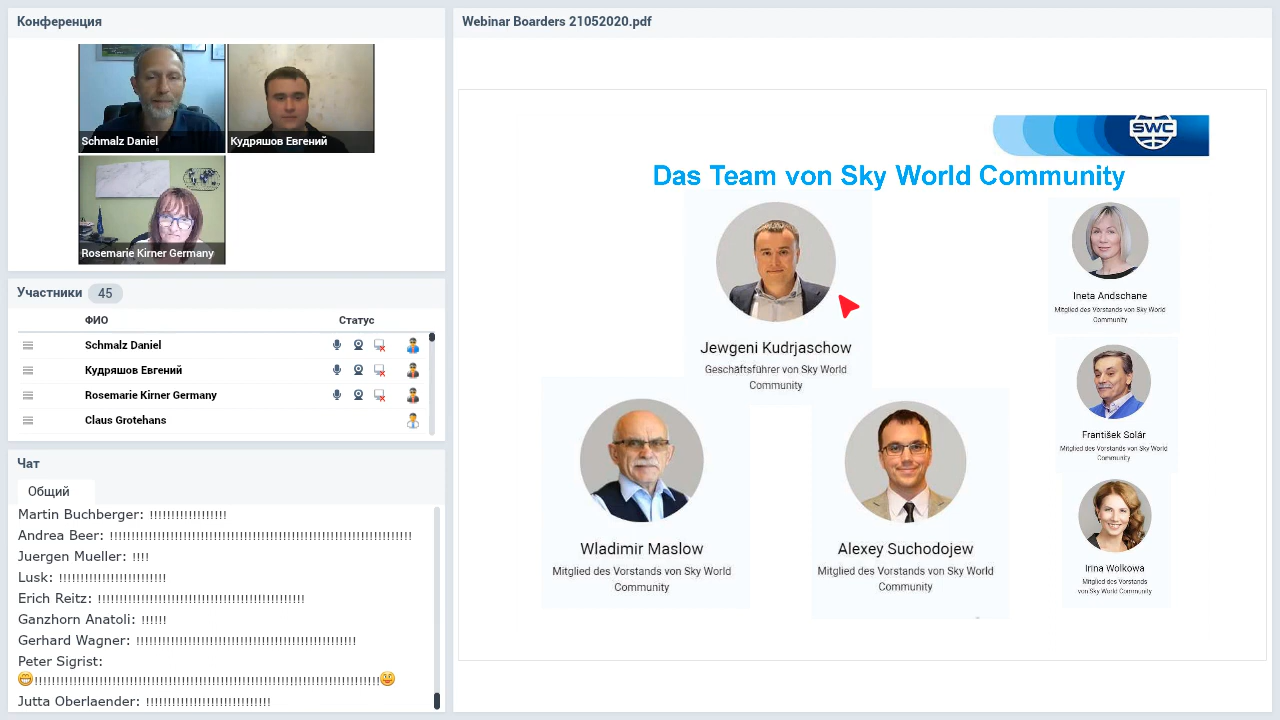 Конференция
Schmalz Daniel
Кудряшов Евгений
Rosemarie Kirner Germany
Участники 45
ФИО Статус
Schmalz Daniel
Кудряшов Евгений
Rosemarie Kirner Germany
Claus Grotehans
Чат
Общий
Martin Buchberger: !!!!!!!!!!!!!!!!!!
Andrea Beer: !!!!!!!!!!!!!!!!!!!!!!!!!!!!!!!!!!!!!!!!!!!!!!!!!!!!!!!!!!!!!!!!!!!!!!
Juergen Mueller: !!!!
Lusk: !!!!!!!!!!!!!!!!!!!!!!!!!
Erich Reitz: !!!!!!!!!!!!!!!!!!!!!!!!!!!!!!!!!!!!!!!!!!!!!!!!
Ganzhorn Anatoli: !!!!!!
Gerhard Wagner: !!!!!!!!!!!!!!!!!!!!!!!!!!!!!!!!!!!!!!!!!!!!!!!!!!!
Peter Sigrist:
😁!!!!!!!!!!!!!!!!!!!!!!!!!!!!!!!!!!!!!!!!!!!!!!!!!!!!!!!!!!!!!!!!!!!!!!!!!!!!!!!!😀
Jutta Oberlaender: !!!!!!!!!!!!!!!!!!!!!!!!!!!!!
Webinar Boarders 21052020.pdf
SWC
Das Team von Sky World Community
Jewgeni Kudrjaschow
Geschäftsführer von Sky World
Community
Wladimir Maslow
Mitglied des Vorstands von Sky World
Community
Alexey Suchodojew
Mitglied des Vorstands von Sky World
Community
Ineta Andschane
Mitglied des Vorstands von Sky World
Community
František Solár
Mitglied des Vorstands von Sky World
Community
Irina Wolkowa
Mitglied des Vorstands
von Sky World Community